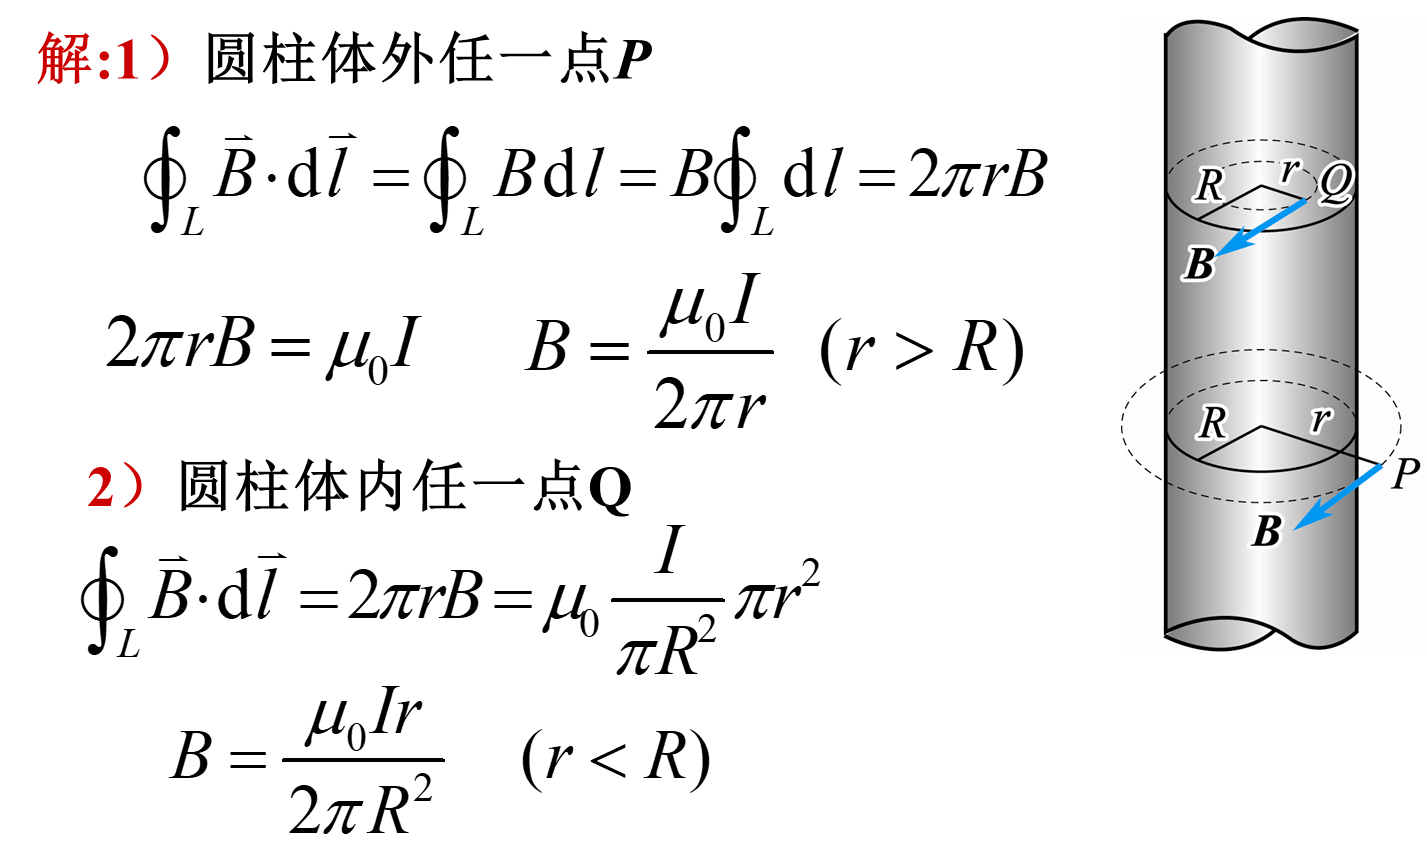 解:1）圆柱体外任一点P
∮_L B⃗·dl⃗ = ∮_L Bdl = B∮_L dl = 2πrB
2πrB = μ₀I   B = μ₀I / 2πr   (r > R)
2）圆柱体内任一点Q
∮_L B⃗·dl⃗ = 2πrB = μ₀ I / πR² πr²
B = μ₀Ir / 2πR²   (r < R)
R r Q
B
R r
P
B